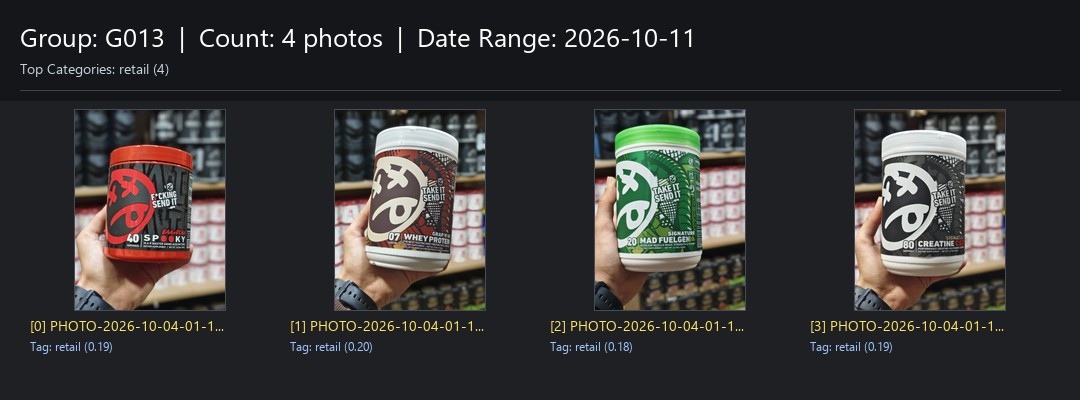 Group: G013 | Count: 4 photos | Date Range: 2026-10-11
Top Categories: retail (4)
F*CKING
SEND IT
40 SPOOKY
TAKE IT
SEND IT
07 WHEY PROTEIN
TAKE IT
SEND IT
SIGNATURE
20 MAD FUELGEN
TAKE IT
SEND IT
80 CREATINE
[0] PHOTO-2026-10-04-01-1...
[1] PHOTO-2026-10-04-01-1...
[2] PHOTO-2026-10-04-01-1...
[3] PHOTO-2026-10-04-01-1...
Tag: retail (0.19)
Tag: retail (0.20)
Tag: retail (0.18)
Tag: retail (0.19)